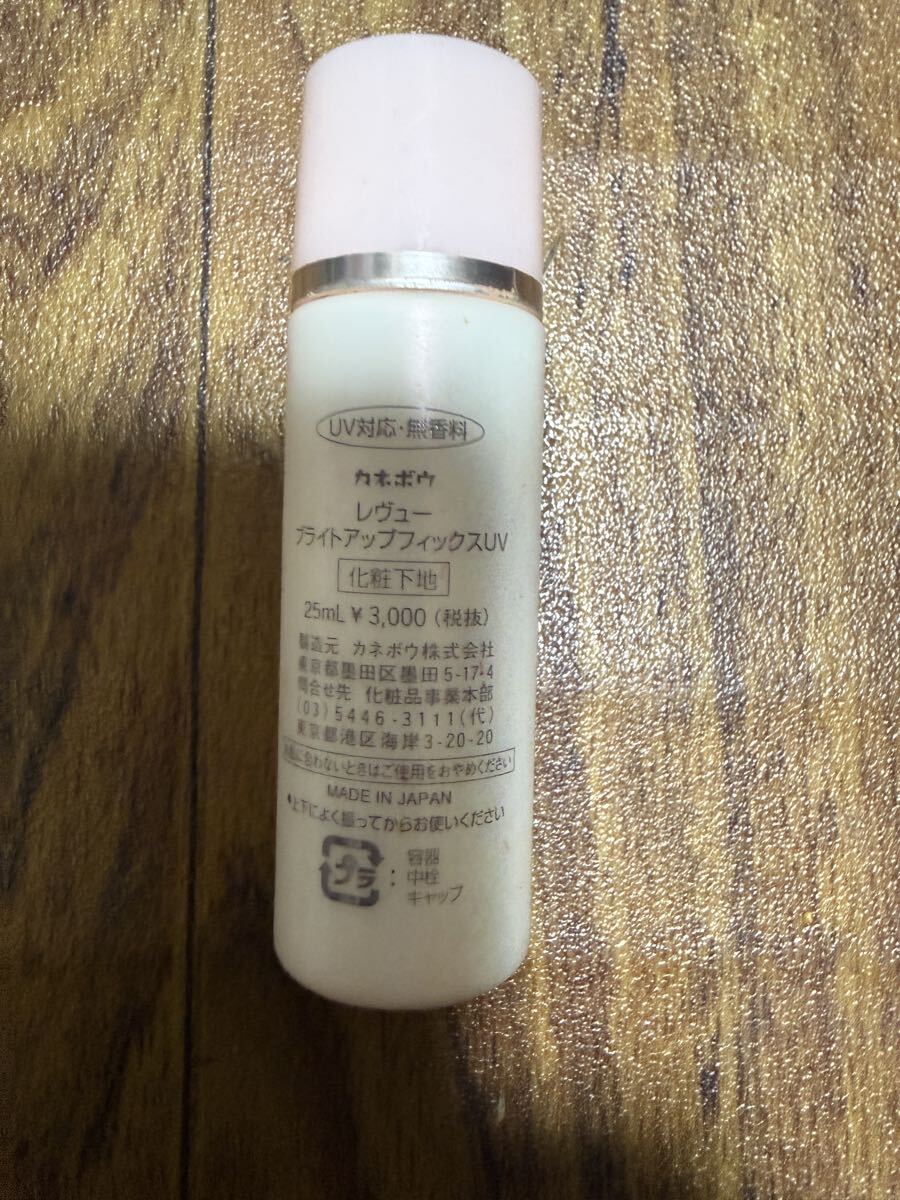 UV対応・無香料
カネボウ
レヴュー
ブライトアップフィックスUV
化粧下地
25mL ¥3,000 (税抜)
製造元 カネボウ株式会社
東京都墨田区墨田5-17-4
問合せ先 化粧品事業本部
(03)5446-3111(代)
東京都港区海岸3-20-20
お肌に合わないときはご使用をおやめください
MADE IN JAPAN
●上下によく振ってからお使いください
プラ : 容器
中栓
キャップ